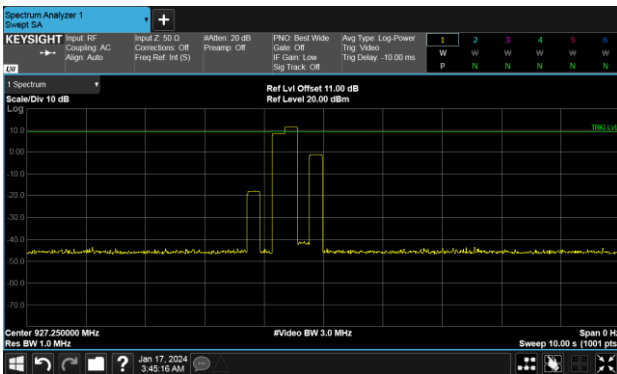 Spectrum Analyzer 1
Swept SA
KEYSIGHT Input: RF Input Z: 50 Ω #Atten: 20 dB PNO: Best Wide Avg Type: Log-Power 1 2 3 4 5 6
Coupling: AC Corrections: Off Preamp: Off Gate: Off Trig: Video W W W W W W
Align: Auto Freq Ref: Int (S) IF Gain: Low Trig Delay: -10.00 ms
LXI Sig Track: Off P N N N N N
1 Spectrum Ref Lvl Offset 11.00 dB
Scale/Div 10 dB Ref Level 20.00 dBm
Log
10.0 TRIG LVL
0.00
-10.0
-20.0
-30.0
-40.0
-50.0
-60.0
-70.0
Center 927.250000 MHz #Video BW 3.0 MHz Span 0 Hz
Res BW 1.0 MHz Sweep 10.00 s (1001 pts)
? Jan 17, 2024
3:45:16 AM